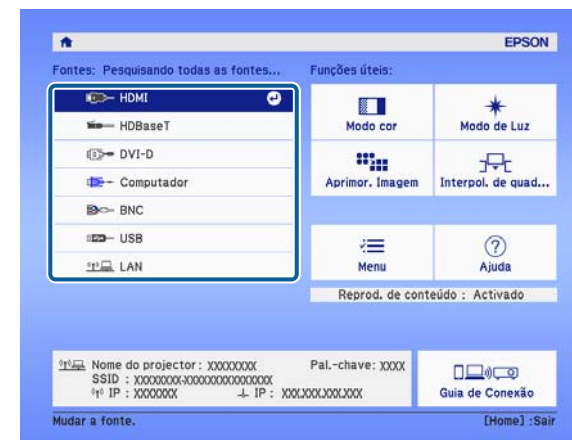 EPSON
Fontes: Pesquisando todas as fontes...
Funções úteis:
HDMI
HDBaseT
DVI-D
Computador
BNC
USB
LAN
Modo cor
Modo de Luz
Aprimor. Imagem
Interpol. de quad...
Menu
Ajuda
Reprod. de conteúdo : Activado
Nome do projector : XXXXXXXX
Pal.-chave: XXXX
SSID : XXXXXXXX-XXXXXXXXXXXXXXX
IP : XXXXXXX
IP : XXX.XXX.XXX.XXX
Guia de Conexão
Mudar a fonte.
[Home] :Sair